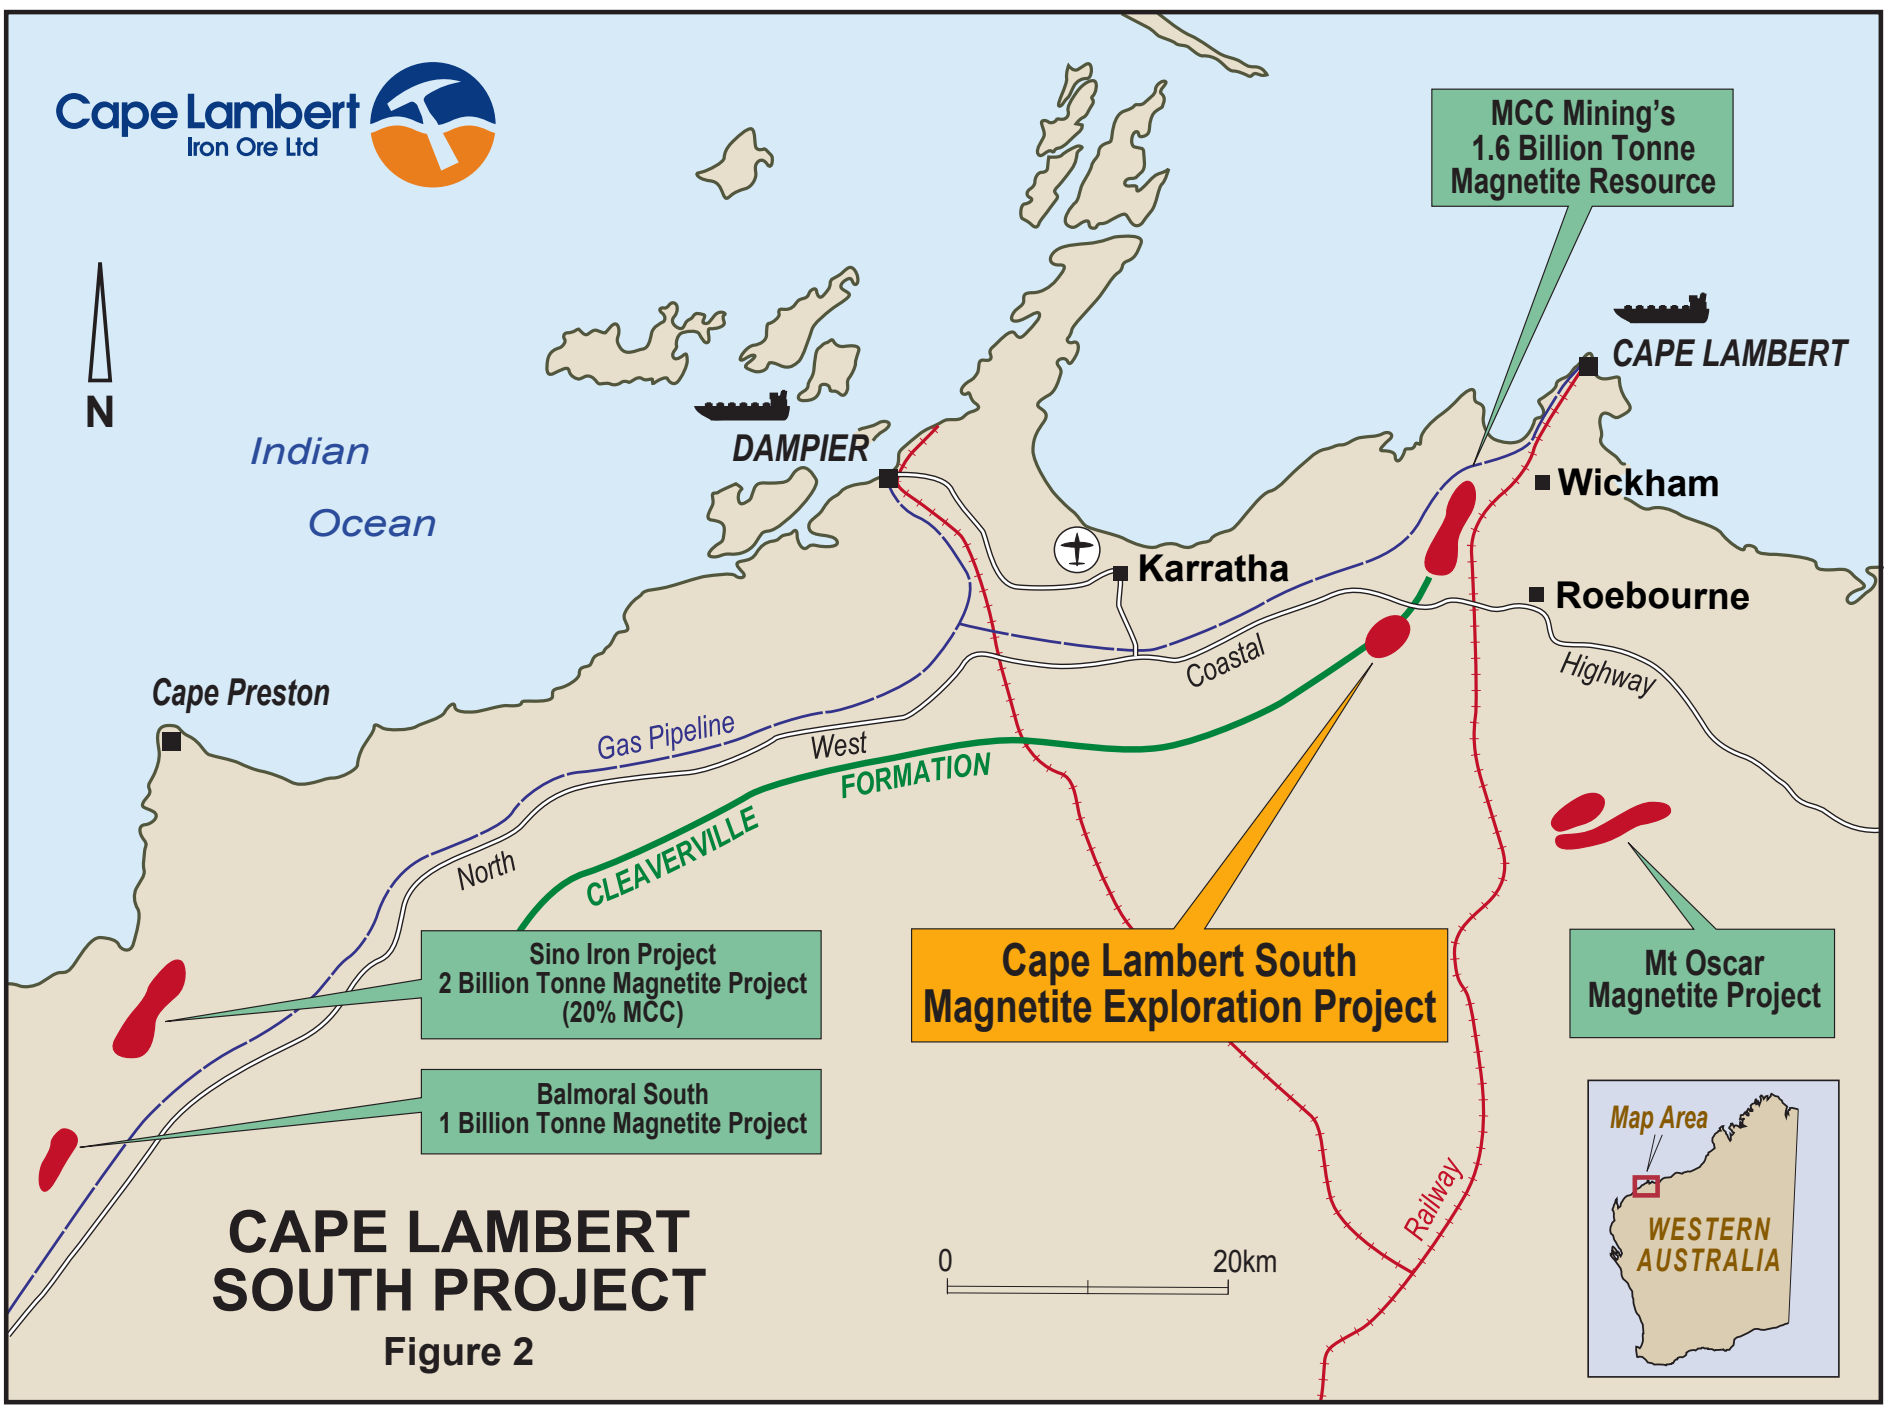 Cape Lambert
Iron Ore Ltd
MCC Mining's
1.6 Billion Tonne
Magnetite Resource
CAPE LAMBERT
N
Indian
Ocean
DAMPIER
Wickham
Karratha
Roebourne
Cape Preston
Coastal
Highway
Gas Pipeline
West
FORMATION
CLEAVERVILLE
North
Sino Iron Project
2 Billion Tonne Magnetite Project
(20% MCC)
Cape Lambert South
Magnetite Exploration Project
Mt Oscar
Magnetite Project
Balmoral South
1 Billion Tonne Magnetite Project
Map Area
WESTERN
AUSTRALIA
Railway
CAPE LAMBERT
SOUTH PROJECT
Figure 2
0
20km